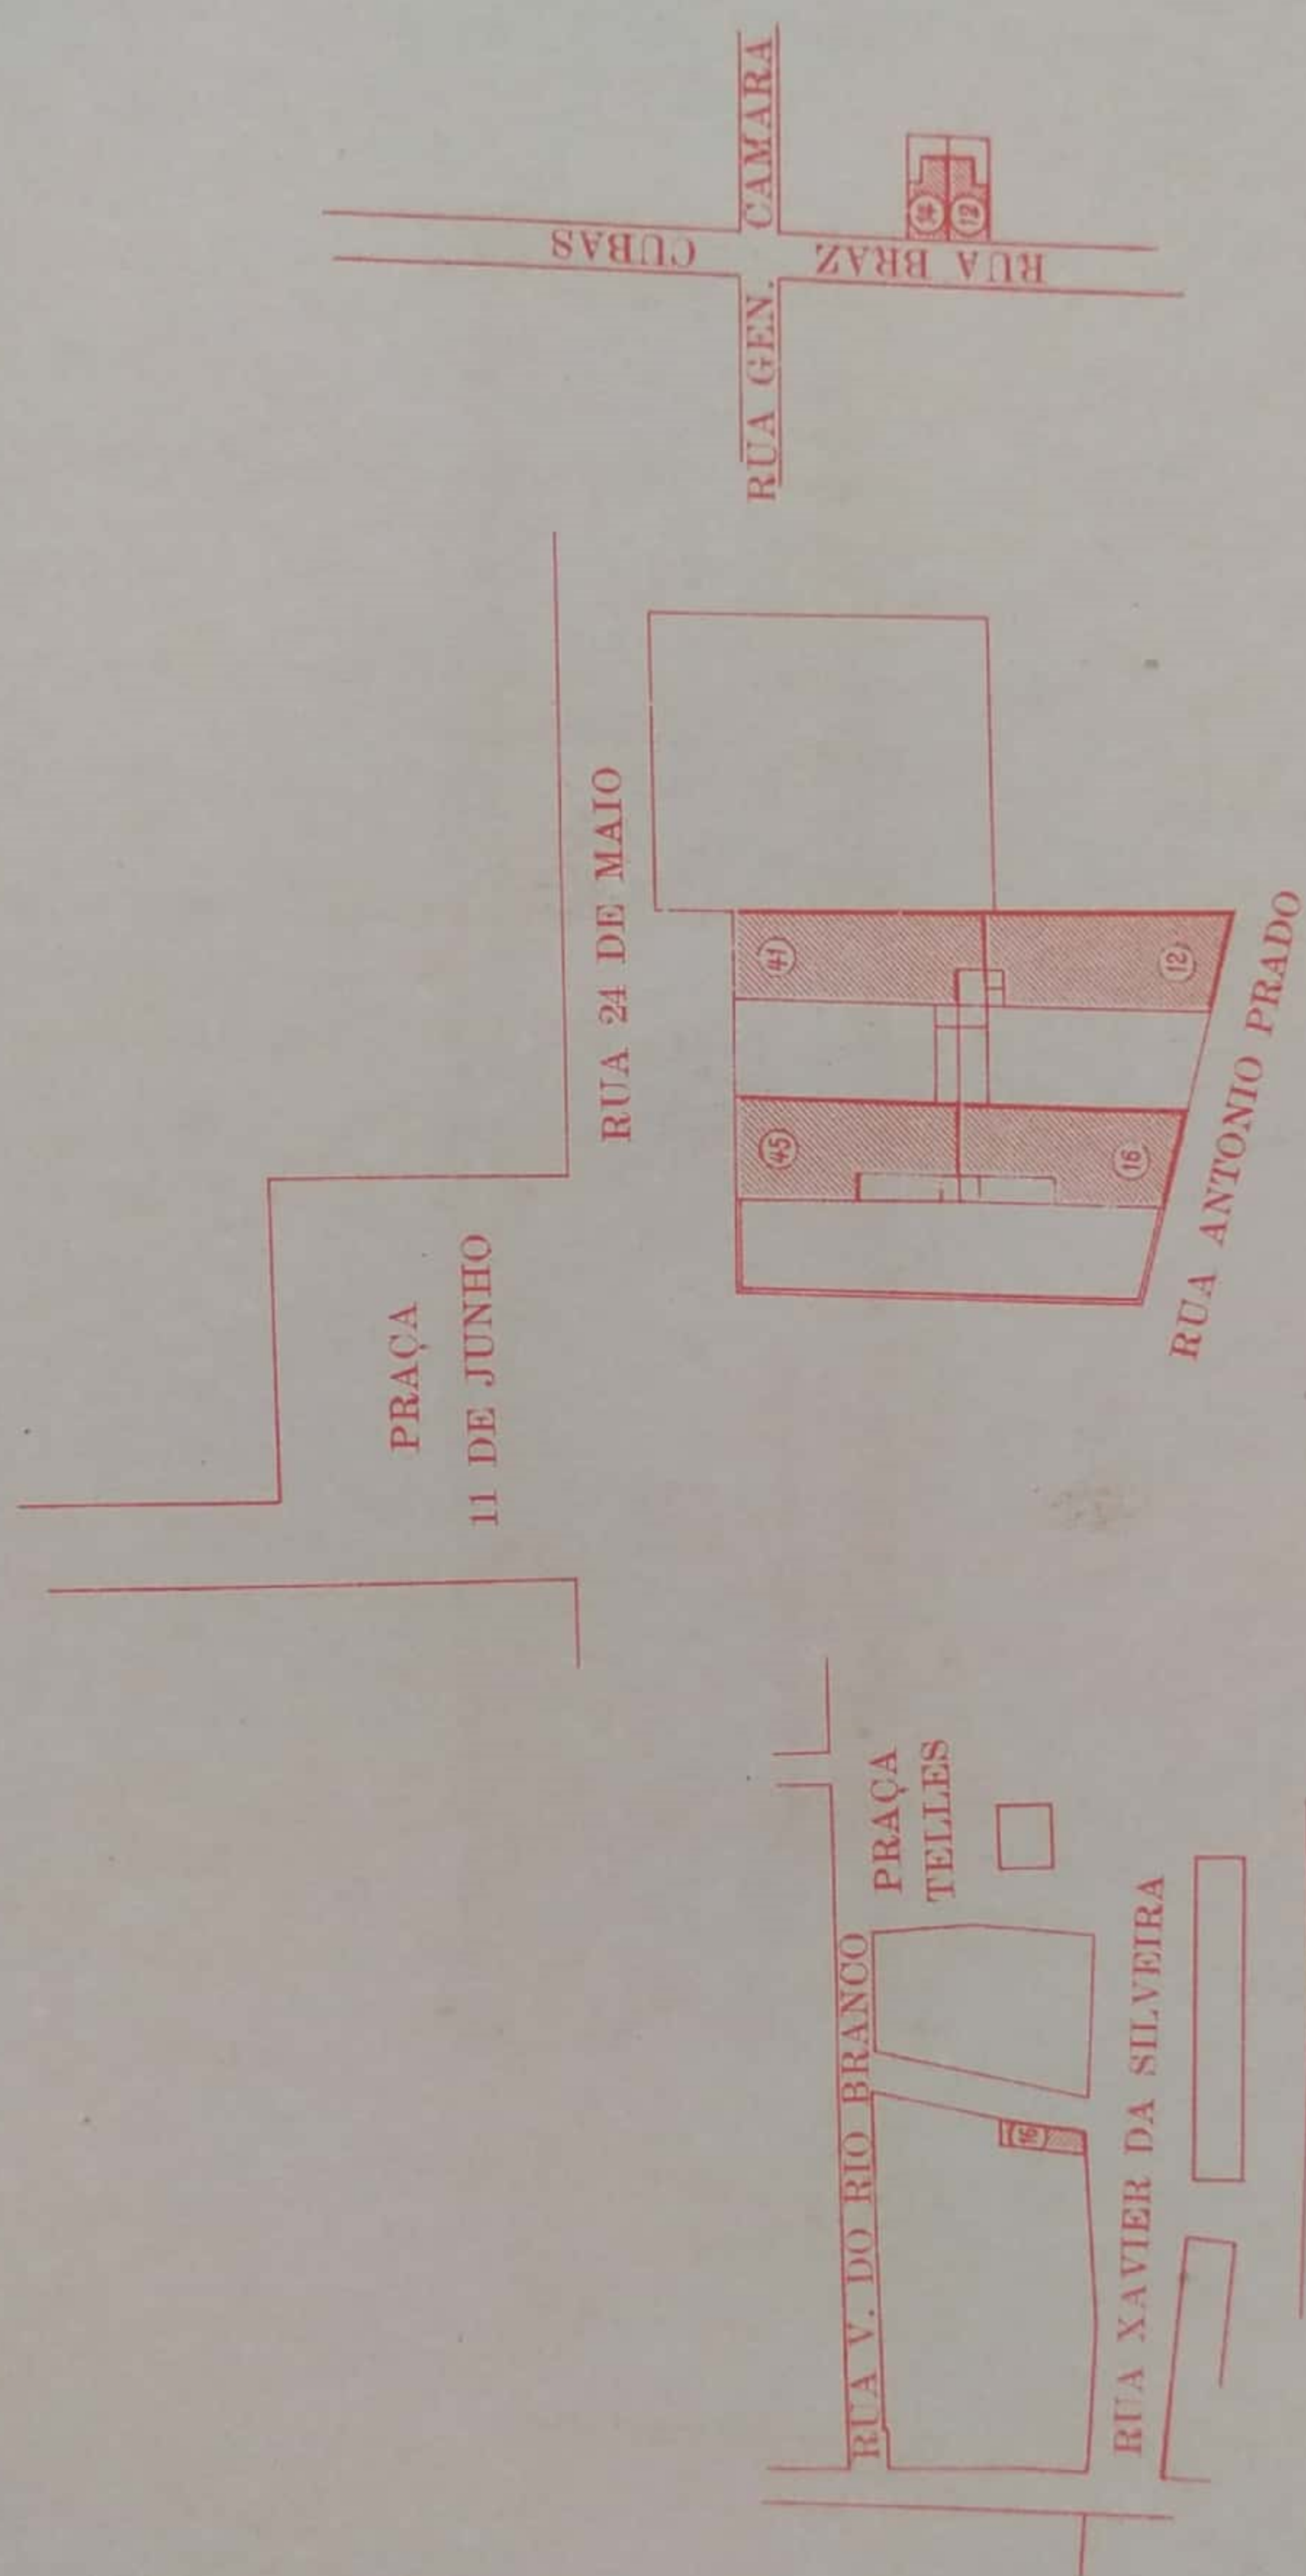 RUA GEN. CAMARA
RUA BRAZ CUBAS
14
12
RUA 24 DE MAIO
41
12
45
16
RUA ANTONIO PRADO
PRAÇA
11 DE JUNHO
PRAÇA
TELLES
RUA V. DO RIO BRANCO
16
RUA XAVIER DA SILVEIRA